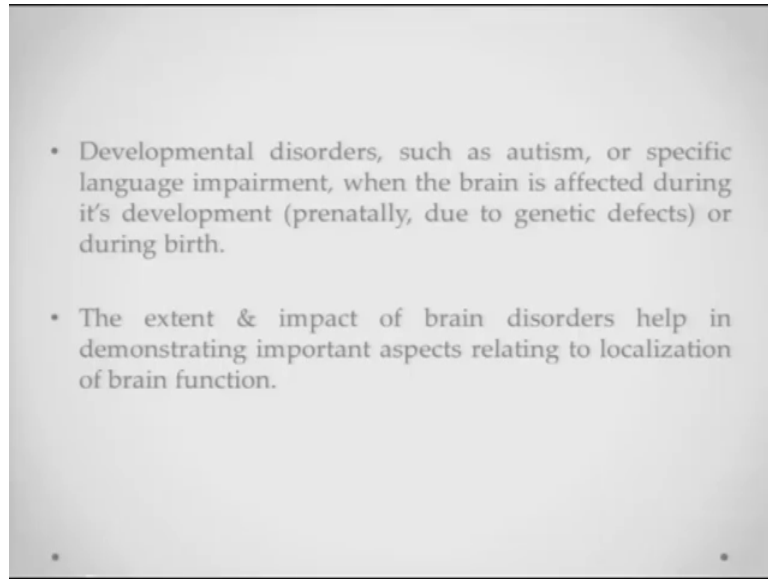 • Developmental disorders, such as autism, or specific
language impairment, when the brain is affected during
it's development (prenatally, due to genetic defects) or
during birth.
• The extent & impact of brain disorders help in
demonstrating important aspects relating to localization
of brain function.